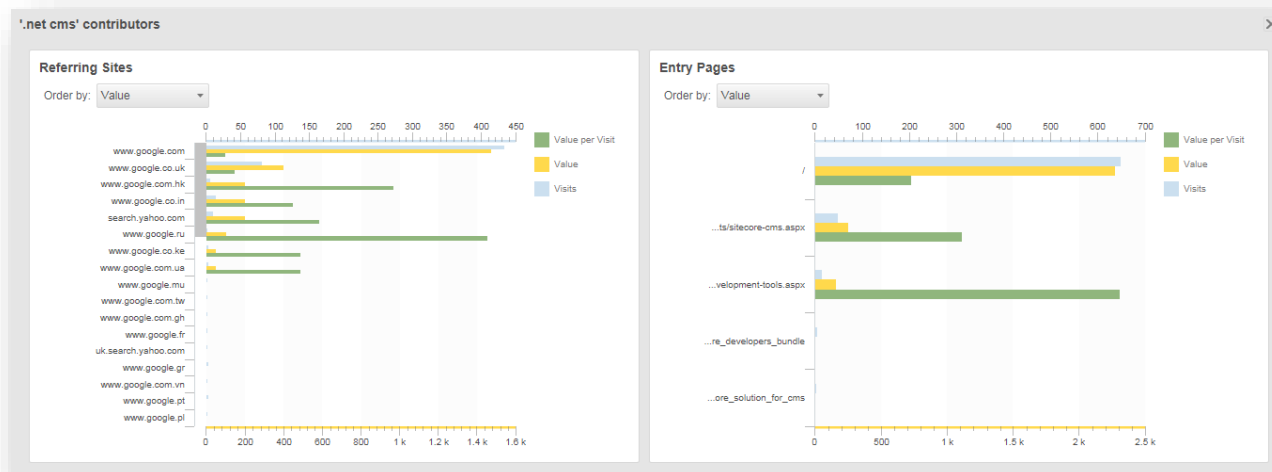 '.net cms' contributors
Referring Sites
Order by: Value
0 50 100 150 200 250 300 350 400 450
www.google.com
www.google.co.uk
www.google.com.hk
www.google.co.in
search.yahoo.com
www.google.ru
www.google.co.ke
www.google.com.ua
www.google.mu
www.google.com.tw
www.google.com.gh
www.google.fr
uk.search.yahoo.com
www.google.gr
www.google.com.vn
www.google.pt
www.google.pl
0 200 400 600 800 1 k 1.2 k 1.4 k 1.6 k
Value per Visit
Value
Visits
Entry Pages
Order by: Value
0 100 200 300 400 500 600 700
/
...ts/sitecore-cms.aspx
...velopment-tools.aspx
...re_developers_bundle
...ore_solution_for_cms
0 500 1 k 1.5 k 2 k 2.5 k
Value per Visit
Value
Visits